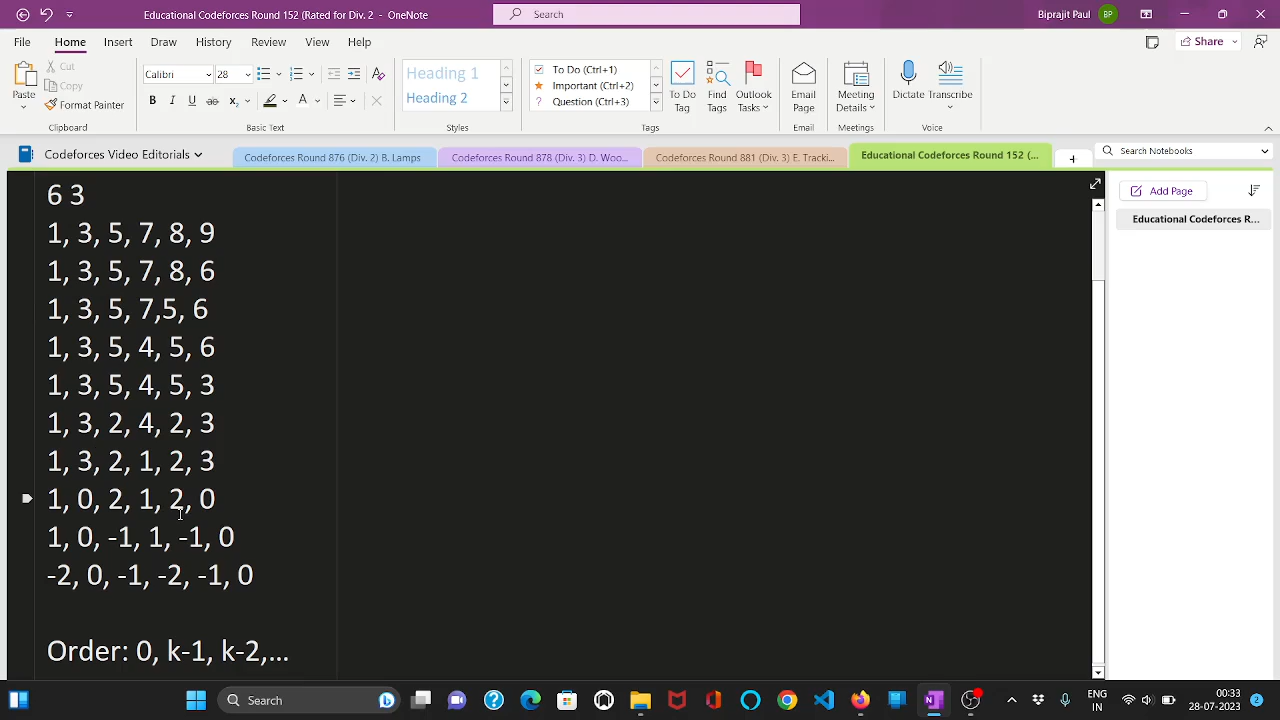 Educational Codeforces Round 152 (Rated for Div. 2 - OneNote
Search
Biprajit Paul
BP
File Home Insert Draw History Review View Help
Share
Paste
Cut
Copy
Format Painter
Clipboard
Calibri 28
B I U ab x
A
Basic Text
Heading 1
Heading 2
Styles
To Do (Ctrl+1)
Important (Ctrl+2)
Question (Ctrl+3)
To Do Tag
Find Tags
Outlook Tags
Tags
Email Page
Email
Meeting Details
Meetings
Dictate
Transcribe
Voice
Codeforces Video Editorials
Codeforces Round 876 (Div. 2) B. Lamps
Codeforces Round 878 (Div. 3) D. Woo...
Codeforces Round 881 (Div. 3) E. Tracki...
Educational Codeforces Round 152 (...
+
Search Notebooks
Add Page
Educational Codeforces R...
6 3
1, 3, 5, 7, 8, 9
1, 3, 5, 7, 8, 6
1, 3, 5, 7,5, 6
1, 3, 5, 4, 5, 6
1, 3, 5, 4, 5, 3
1, 3, 2, 4, 2, 3
1, 3, 2, 1, 2, 3
1, 0, 2, 1, 2, 0
1, 0, -1, 1, -1, 0
-2, 0, -1, -2, -1, 0
Order: 0, k-1, k-2,...
Search
ENG
IN
00:33
28-07-2023
2